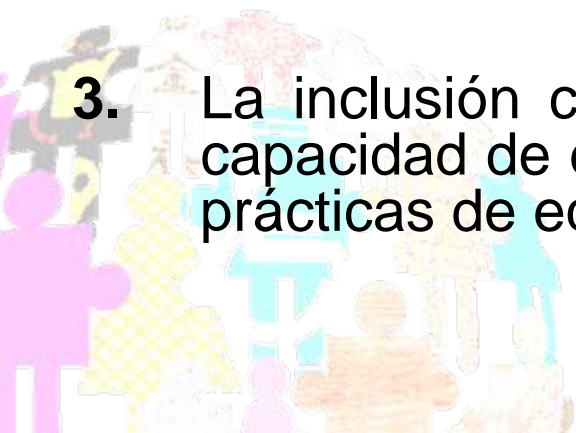 3. La inclusión
capacidad de
prácticas de